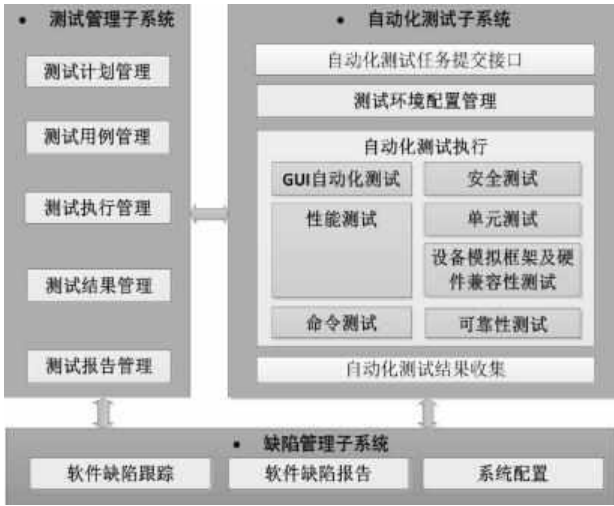 • 测试管理子系统
测试计划管理
测试用例管理
测试执行管理
测试结果管理
测试报告管理
• 自动化测试子系统
自动化测试任务提交接口
测试环境配置管理
自动化测试执行
GUI自动化测试
安全测试
性能测试
单元测试
设备模拟框架及硬
件兼容性测试
命令测试
可靠性测试
自动化测试结果收集
• 缺陷管理子系统
软件缺陷跟踪
软件缺陷报告
系统配置